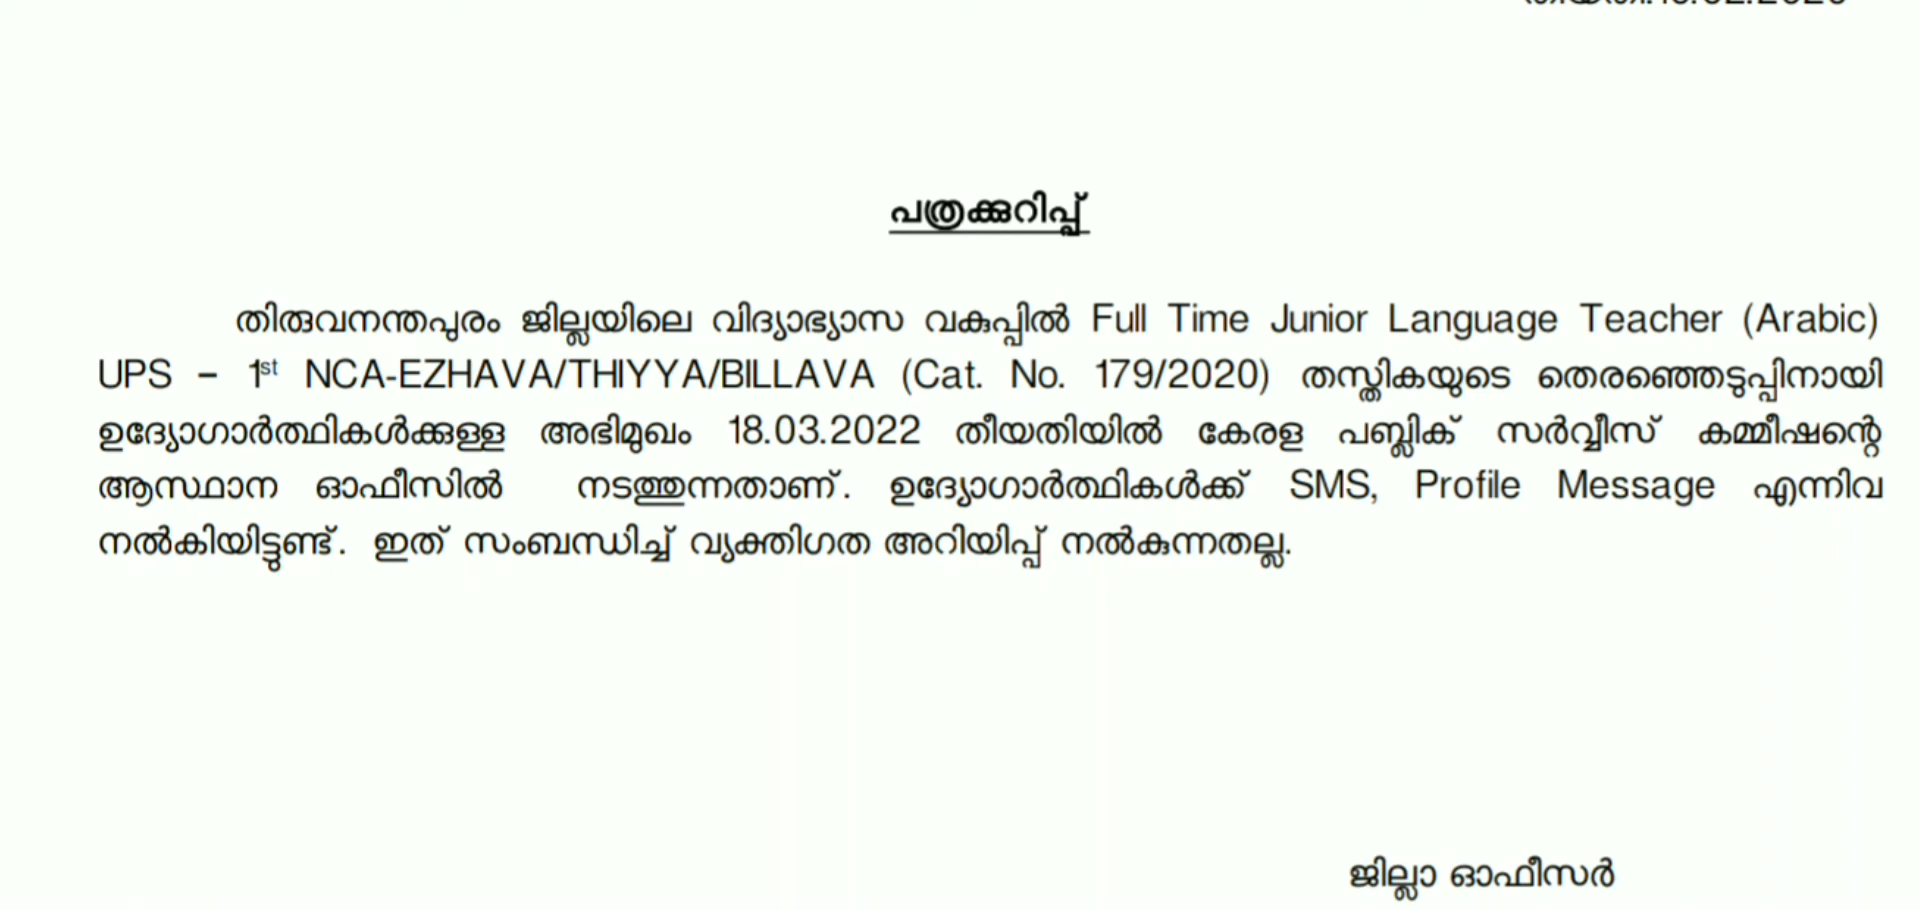 പത്രക്കുറിപ്പ്
തിരുവനന്തപുരം ജില്ലയിലെ വിദ്യാഭ്യാസ വകുപ്പിൽ Full Time Junior Language Teacher (Arabic)
UPS – 1st NCA-EZHAVA/THIYYA/BILLAVA (Cat. No. 179/2020) തസ്തികയുടെ തെരഞ്ഞെടുപ്പിനായി
ഉദ്യോഗാർത്ഥികൾക്കുള്ള അഭിമുഖം 18.03.2022 തീയതിയിൽ കേരള പബ്ലിക് സർവ്വീസ് കമ്മീഷന്റെ
ആസ്ഥാന ഓഫീസിൽ നടത്തുന്നതാണ്. ഉദ്യോഗാർത്ഥികൾക്ക് SMS, Profile Message എന്നിവ
നൽകിയിട്ടുണ്ട്. ഇത് സംബന്ധിച്ച് വ്യക്തിഗത അറിയിപ്പ് നൽകുന്നതല്ല.
ജില്ലാ ഓഫീസർ